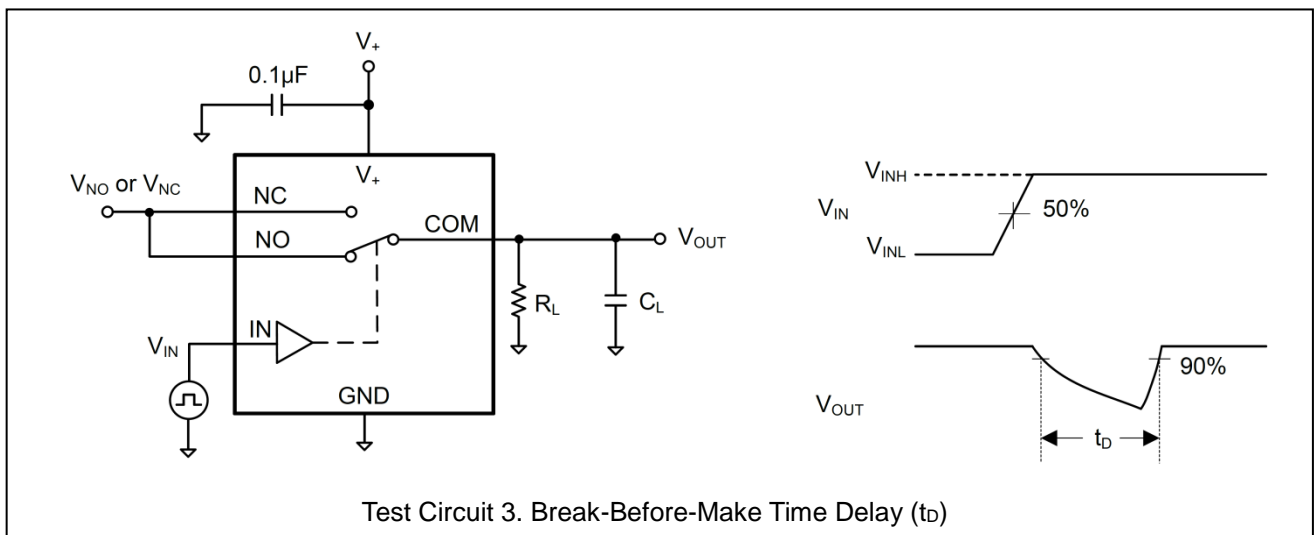 V+
0.1µF
V+
VNO or VNC
NC
NO
COM
VOUT
RL
CL
IN
VIN
GND
VINH
VIN
50%
VINL
90%
VOUT
tD
Test Circuit 3. Break-Before-Make Time Delay (tD)